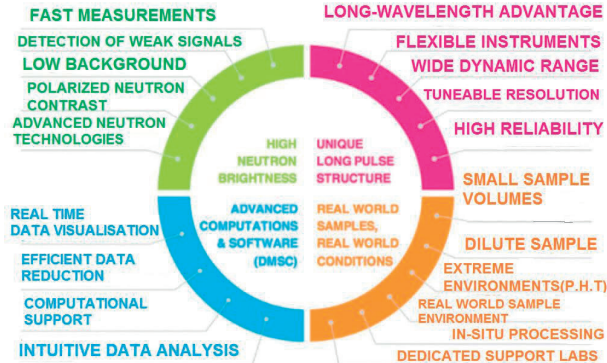 FAST MEASUREMENTS
DETECTION OF WEAK SIGNALS
LOW BACKGROUND
POLARIZED NEUTRON
CONTRAST
ADVANCED NEUTRON
TECHNOLOGIES
LONG-WAVELENGTH ADVANTAGE
FLEXIBLE INSTRUMENTS
WIDE DYNAMIC RANGE
TUNEABLE RESOLUTION
HIGH RELIABILITY
HIGH
NEUTRON
BRIGHTNESS
UNIQUE
LONG PULSE
STRUCTURE
ADVANCED
COMPUTATIONS
& SOFTWARE
(DMSC)
REAL WORLD
SAMPLES,
REAL WORLD
CONDITIONS
REAL TIME
DATA VISUALISATION
EFFICIENT DATA
REDUCTION
COMPUTATIONAL
SUPPORT
INTUITIVE DATA ANALYSIS
SMALL SAMPLE
VOLUMES
DILUTE SAMPLE
EXTREME
ENVIRONMENTS(P.H.T)
REAL WORLD SAMPLE
ENVIRONMENT
IN-SITU PROCESSING
DEDICATED SUPPORT LABS